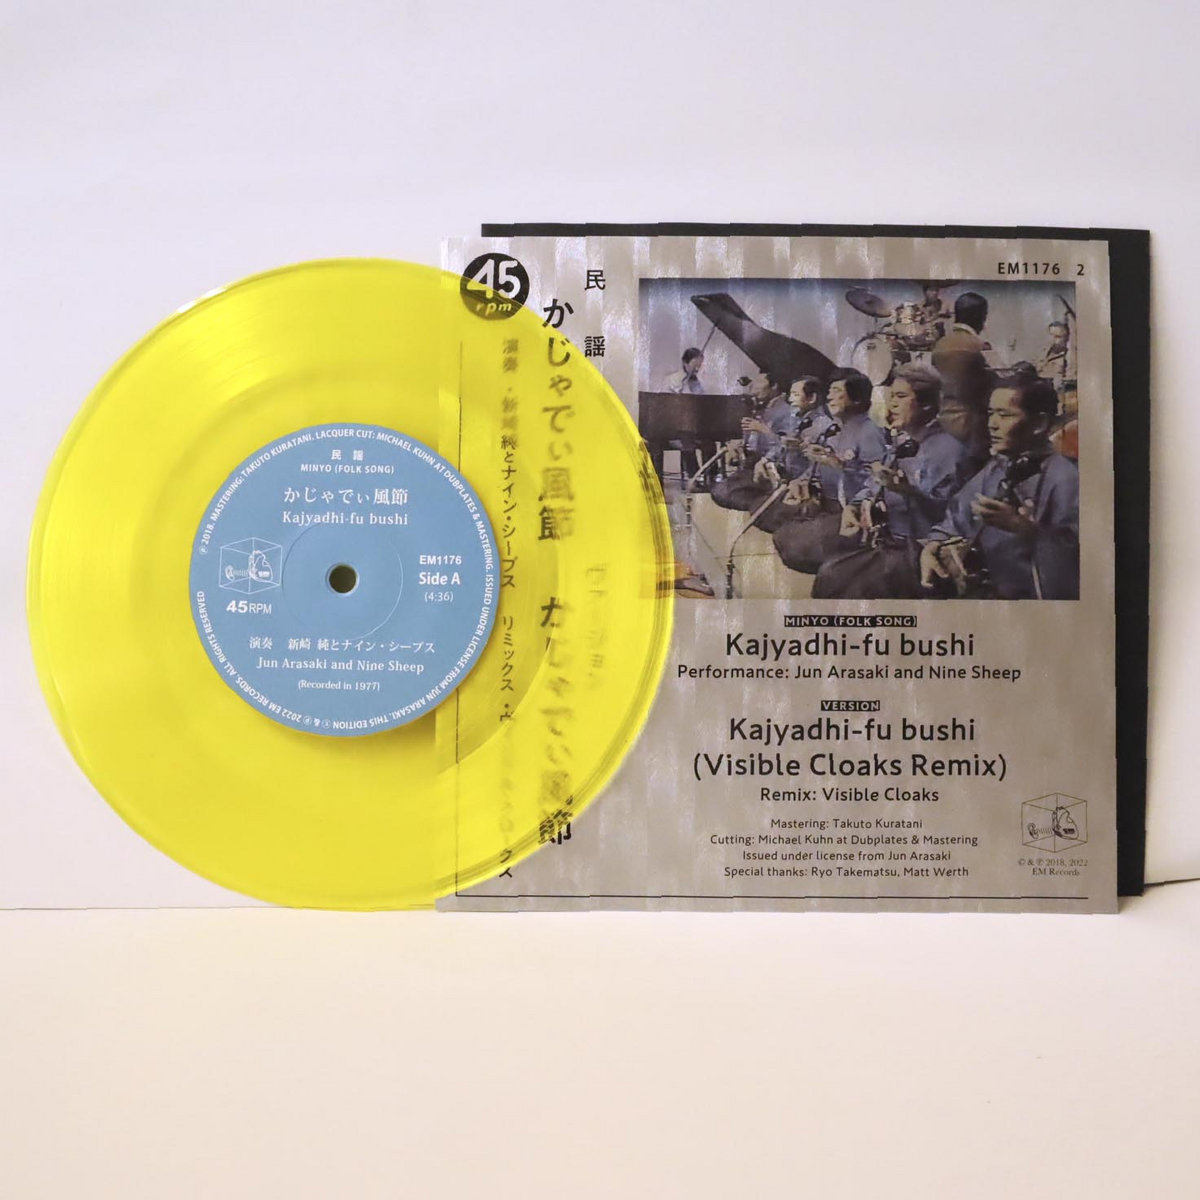 ℗ 2018. MASTERING: TAKUTO KURATANI. LACQUER CUT: MICHAEL KUHN AT DUBPLATES & MASTERING. ISSUED UNDER LICENSE FROM JUN ARASAKI. THIS EDITION ℗ & © 2022 EM RECORDS. ALL RIGHTS RESERVED
民 謡
MINYO (FOLK SONG)
かじゃでぃ風節
Kajyadhi-fu bushi
EM1176
Side A
(4:36)
45RPM
演奏 新崎 純とナイン・シープス
Jun Arasaki and Nine Sheep
(Recorded in 1977)
45
rpm
民 謡
かじゃでぃ風節 かじゃでぃ風節
演奏・新崎純とナイン・シープス リミックス・
EM1176 2
MINYO (FOLK SONG)
Kajyadhi-fu bushi
Performance: Jun Arasaki and Nine Sheep
VERSION
Kajyadhi-fu bushi
(Visible Cloaks Remix)
Remix: Visible Cloaks
Mastering: Takuto Kuratani
Cutting: Michael Kuhn at Dubplates & Mastering
Issued under license from Jun Arasaki
Special thanks: Ryo Takematsu, Matt Werth
© & ℗ 2018, 2022
EM Records